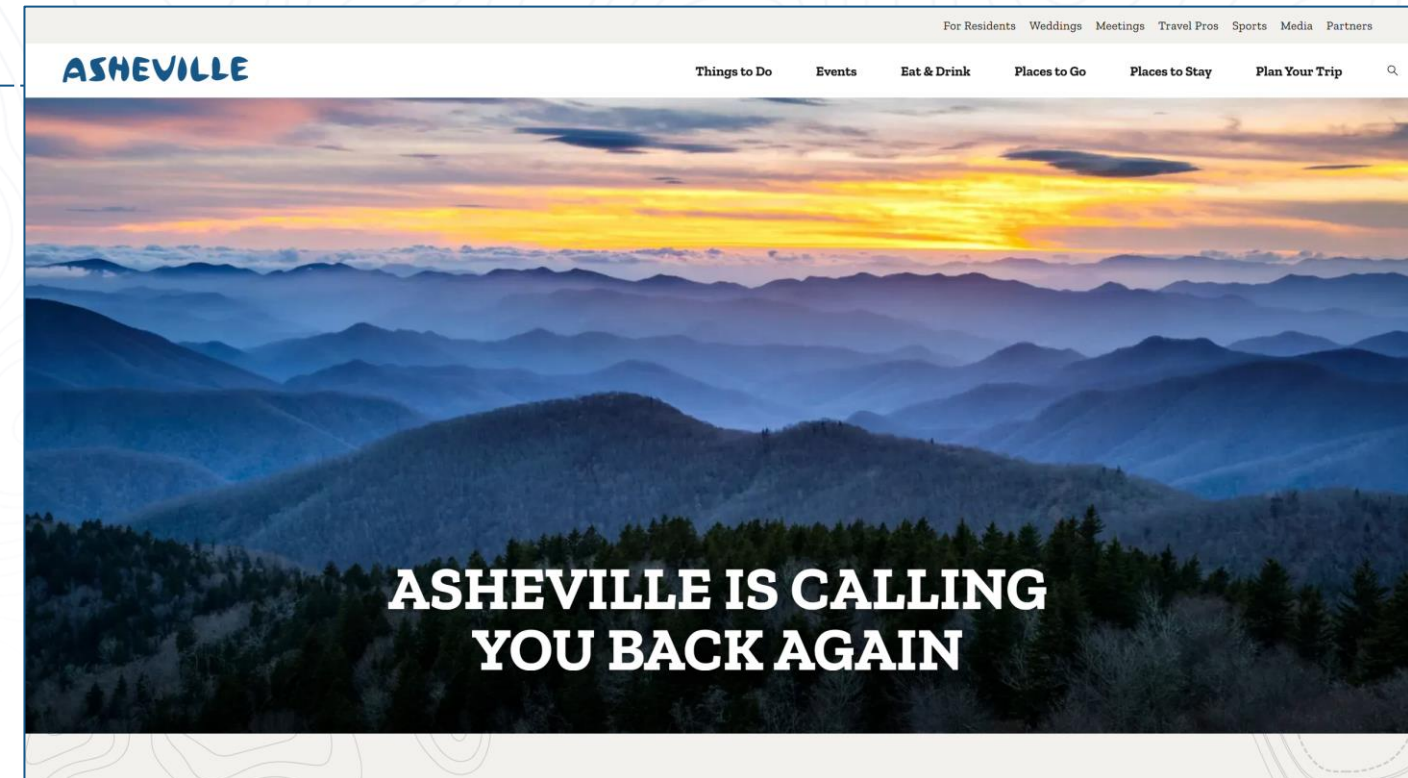 For Residents Weddings Meetings Travel Pros Sports Media Partners
ASHEVILLE
Things to Do Events Eat & Drink Places to Go Places to Stay Plan Your Trip
ASHEVILLE IS CALLING
YOU BACK AGAIN